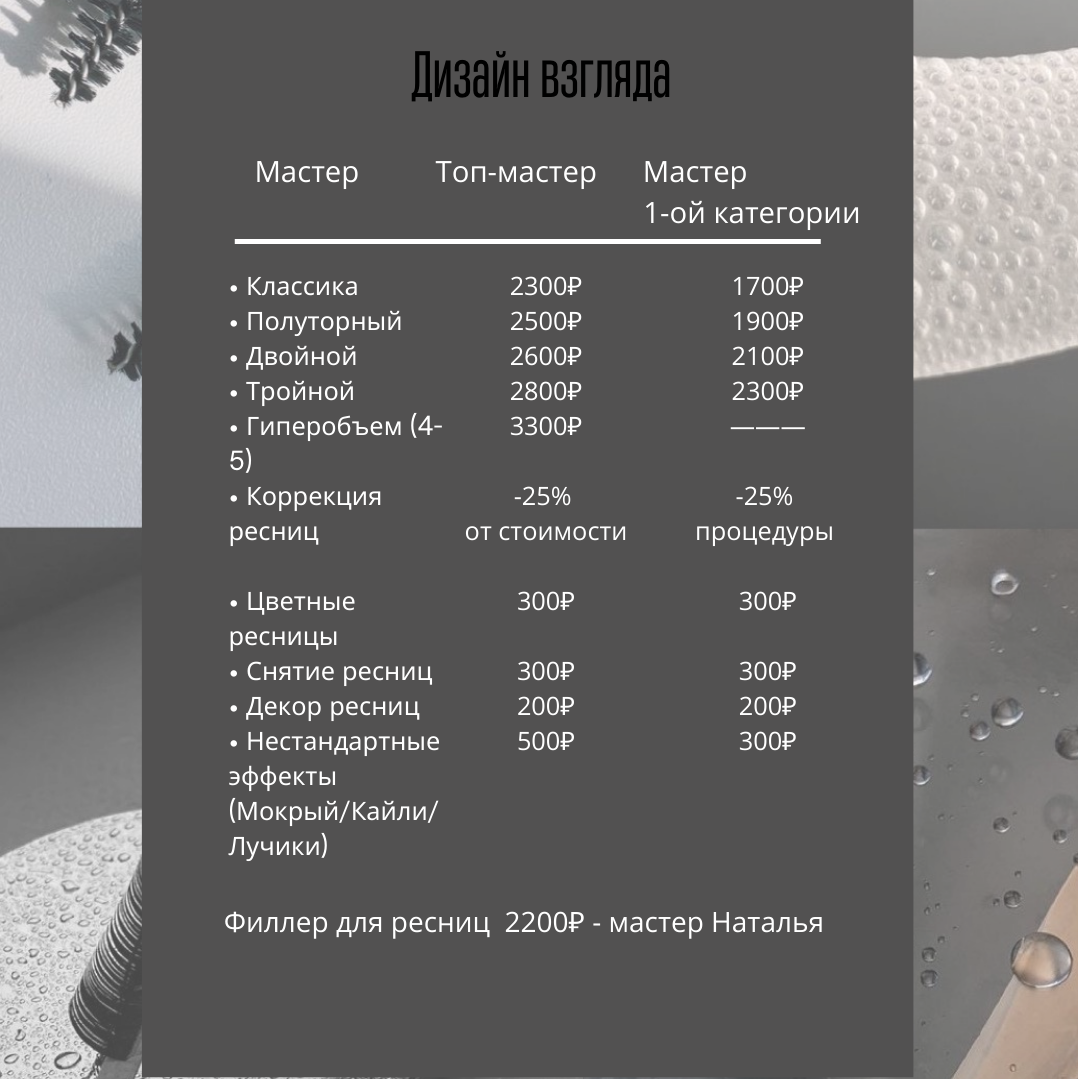 Дизайн взгляда
Мастер Топ-мастер Мастер
1-ой категории
• Классика 2300₽ 1700₽
• Полуторный 2500₽ 1900₽
• Двойной 2600₽ 2100₽
• Тройной 2800₽ 2300₽
• Гиперобъем (4- 3300₽ ———
5)
• Коррекция -25% -25%
ресниц от стоимости процедуры
• Цветные 300₽ 300₽
ресницы
• Снятие ресниц 300₽ 300₽
• Декор ресниц 200₽ 200₽
• Нестандартные 500₽ 300₽
эффекты
(Мокрый/Кайли/
Лучики)
Филлер для ресниц 2200₽ - мастер Наталья